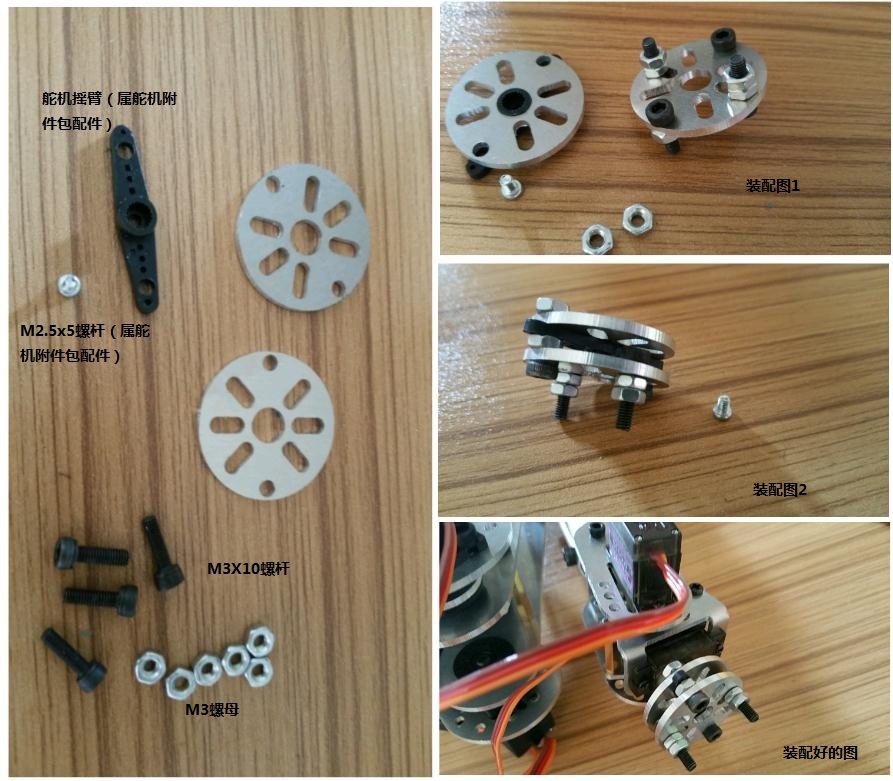 舵机摇臂（属舵机附
件包配件）
M2.5x5螺杆（属舵
机附件包配件）
M3X10螺杆
M3螺母
装配图1
装配图2
装配好的图